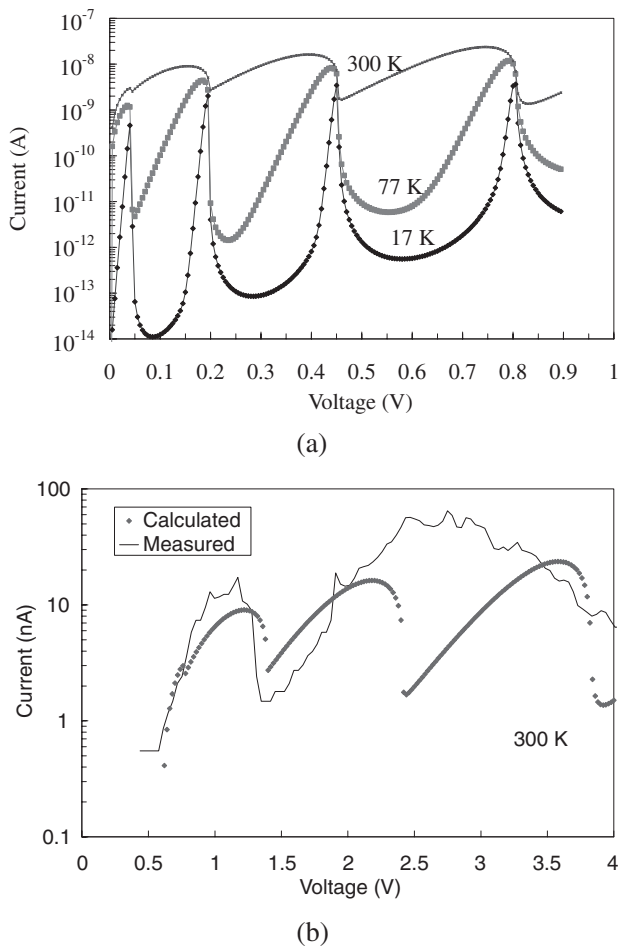 10⁻⁷
10⁻⁸
10⁻⁹
10⁻¹⁰
10⁻¹¹
10⁻¹²
10⁻¹³
10⁻¹⁴
Current (A)
300 K
77 K
17 K
0 0.1 0.2 0.3 0.4 0.5 0.6 0.7 0.8 0.9 1
Voltage (V)
(a)
100
10
1
0.1
Current (nA)
Calculated
Measured
300 K
0 0.5 1 1.5 2 2.5 3 3.5 4
Voltage (V)
(b)